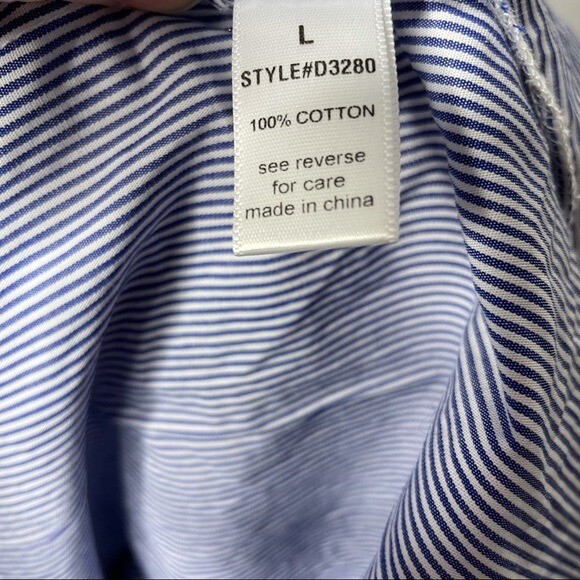 L
STYLE#D3280
100% COTTON
see reverse
for care
made in china